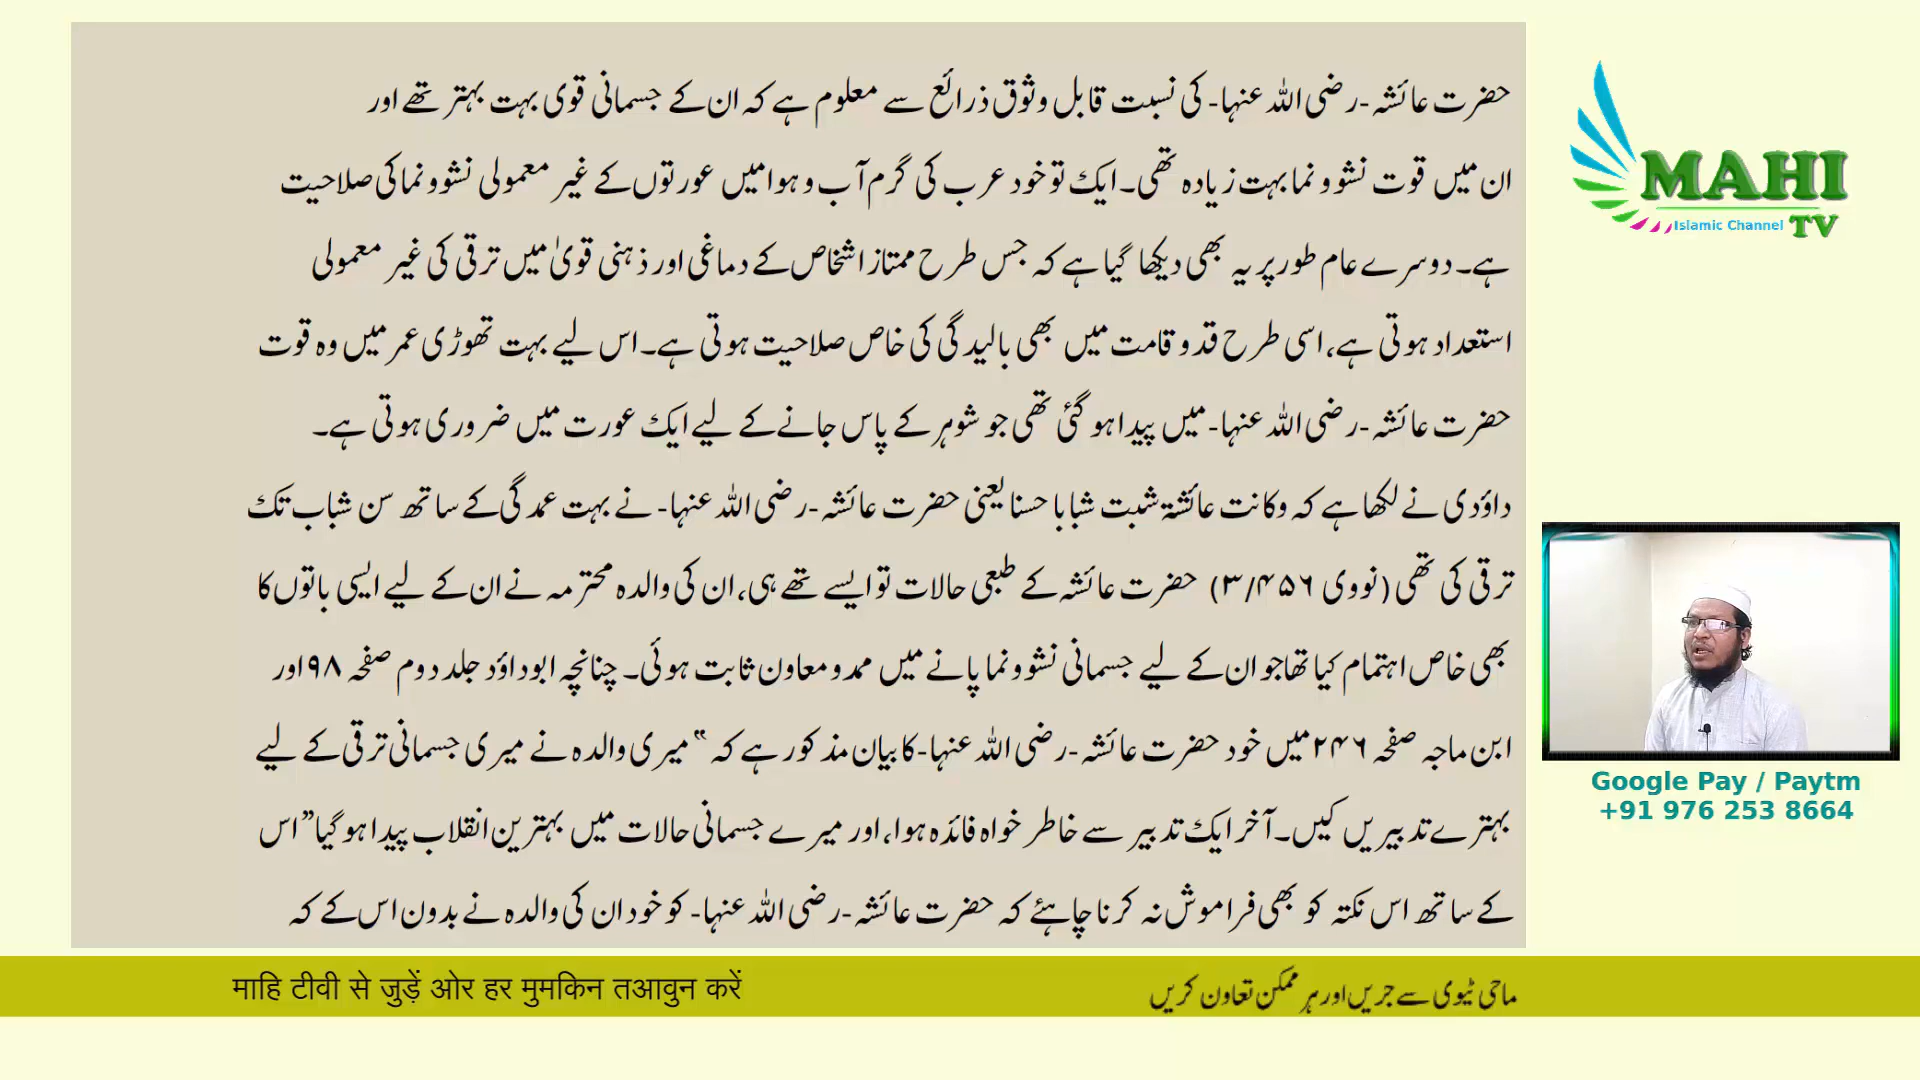 حضرت عائشہ -رضی اللہ عنہا- کی نسبت قابل وثوق ذرائع سے معلوم ہے کہ ان کے جسمانی قوی بہت بہتر تھے اور
ان میں قوت نشو و نما بہت زیادہ تھی۔ ایک تو خود عرب کی گرم آب و ہوا میں عورتوں کے غیر معمولی نشو و نما کی صلاحیت
ہے۔ دوسرے عام طور پر یہ بھی دیکھا گیا ہے کہ جس طرح ممتاز اشخاص کے دماغی اور ذہنی قویٰ میں ترقی کی غیر معمولی
استعداد ہوتی ہے، اسی طرح قد و قامت میں بھی بالیدگی کی خاص صلاحیت ہوتی ہے۔ اس لیے بہت تھوڑی عمر میں وہ قوت
حضرت عائشہ -رضی اللہ عنہا- میں پیدا ہو گئی تھی جو شوہر کے پاس جانے کے لیے ایک عورت میں ضروری ہوتی ہے۔
داؤدی نے لکھا ہے کہ وکانت عائشۃ شبت شبابا حسنا یعنی حضرت عائشہ -رضی اللہ عنہا- نے بہت عمدگی کے ساتھ سن شباب تک
ترقی کی تھی (نووی ۳/۴۵۶) حضرت عائشہ کے طبعی حالات تو ایسے تھے ہی، ان کی والدہ محترمہ نے ان کے لیے ایسی باتوں کا
بھی خاص اہتمام کیا تھا جو ان کے لیے جسمانی نشو و نما پانے میں ممد و معاون ثابت ہوئی۔ چنانچہ ابوداؤد جلد دوم صفحہ ۹۸ اور
ابن ماجہ صفحہ ۲۴۶ میں خود حضرت عائشہ -رضی اللہ عنہا- کا بیان مذکور ہے کہ "میری والدہ نے میری جسمانی ترقی کے لیے
بہترے تدبیریں کیں۔ آخر ایک تدبیر سے خاطر خواہ فائدہ ہوا، اور میرے جسمانی حالات میں بہترین انقلاب پیدا ہو گیا" اس
کے ساتھ اس نکتہ کو بھی فراموش نہ کرنا چاہئے کہ حضرت عائشہ -رضی اللہ عنہا- کو خود ان کی والدہ نے بدون اس کے کہ
MAHI
Islamic Channel TV
Google Pay / Paytm
+91 976 253 8664
माहि टीवी से जुड़ें ओर हर मुमकिन तआवुन करें
ماحی ٹیوی سے جریں اور ہر ممکن تعاون کریں